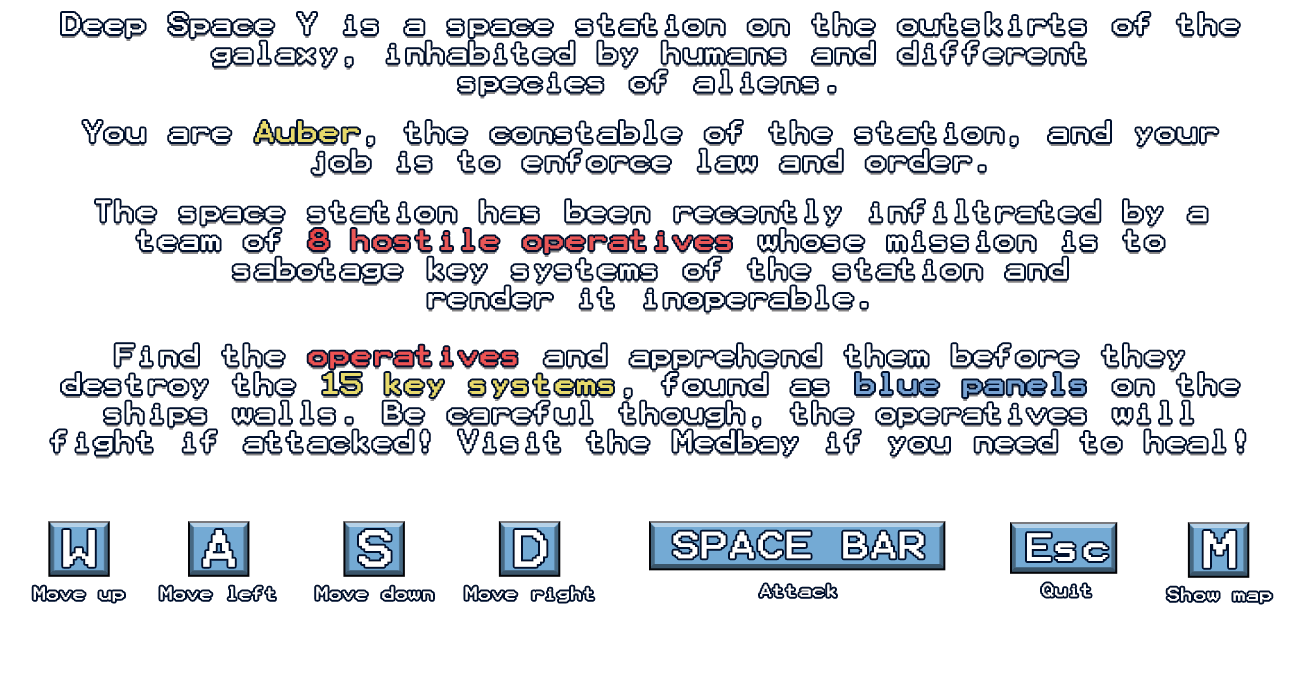 Deep Space Y is a space station on the outskirts of the
galaxy, inhabited by humans and different
species of aliens.
You are Auber, the constable of the station, and your
job is to enforce law and order.
The space station has been recently infiltrated by a
team of 8 hostile operatives whose mission is to
sabotage key systems of the station and
render it inoperable.
Find the operatives and apprehend them before they
destroy the 15 key systems, found as blue panels on the
ships walls. Be careful though, the operatives will
fight if attacked! Visit the Medbay if you need to heal!
W A S D SPACE BAR Esc M
Move up Move left Move down Move right Attack Quit Show map